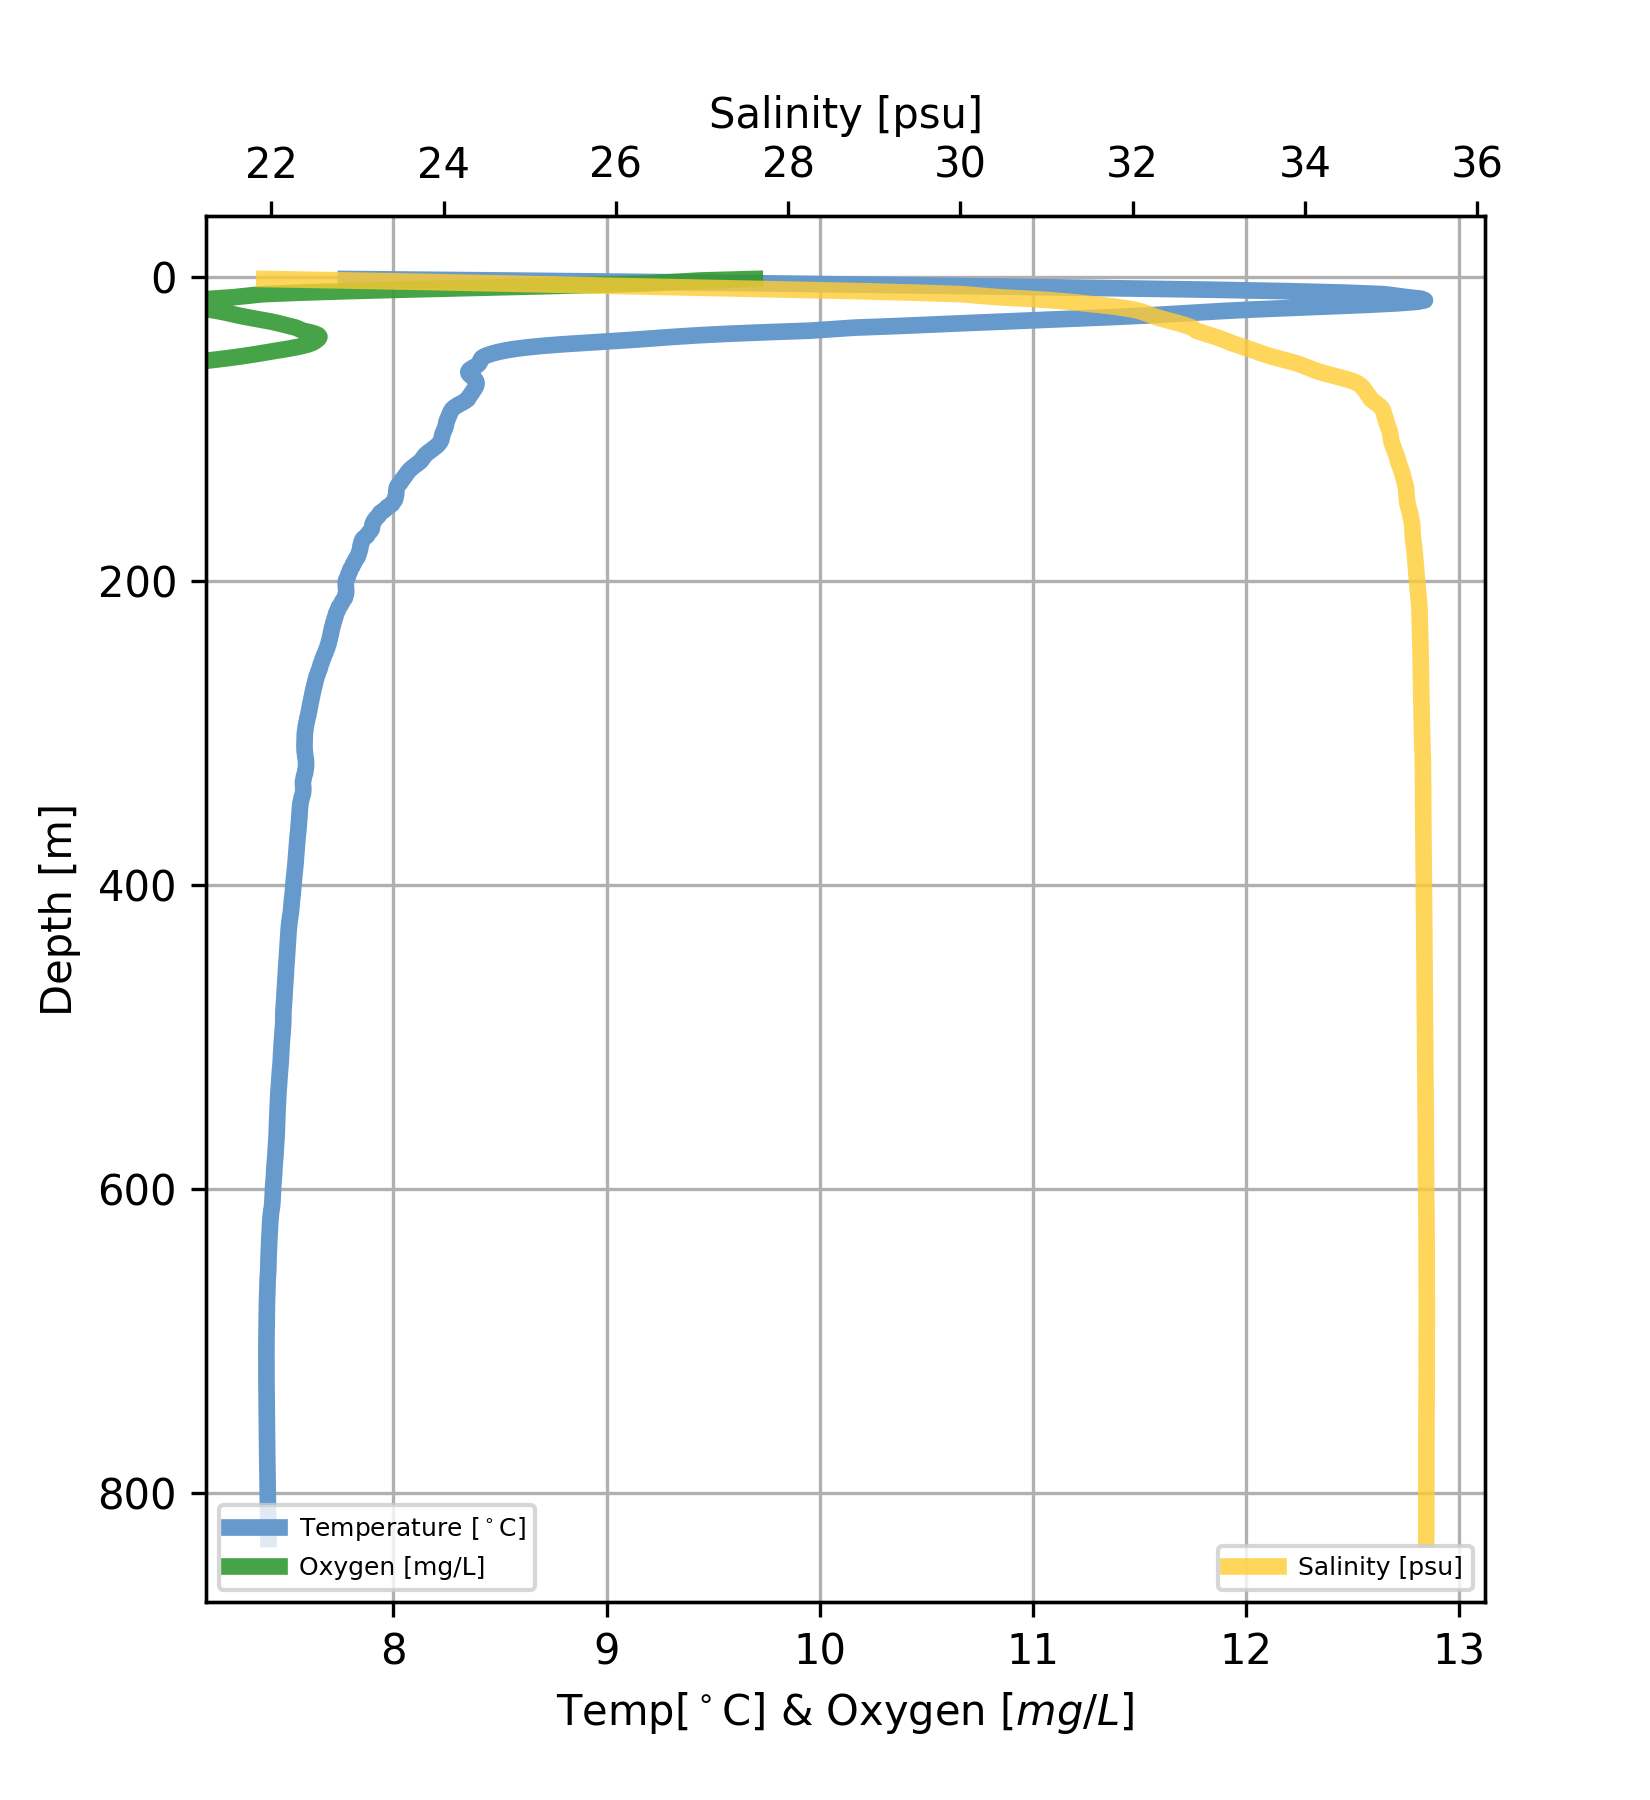 Salinity [psu]
22 24 26 28 30 32 34 36
0
200
400
600
800
Depth [m]
Temperature [°C]
Oxygen [mg/L]
Salinity [psu]
8 9 10 11 12 13
Temp[°C] & Oxygen [mg/L]